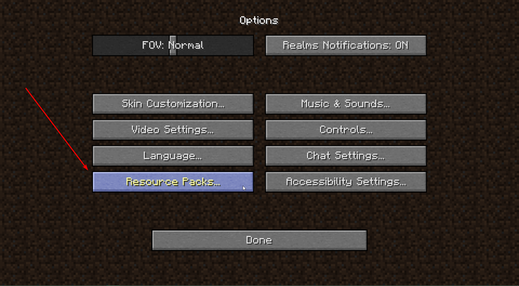 Options
FOV: Normal
Realms Notifications: ON
Skin Customization...
Music & Sounds...
Video Settings...
Controls...
Language...
Chat Settings...
Resource Packs...
Accessibility Settings...
Done